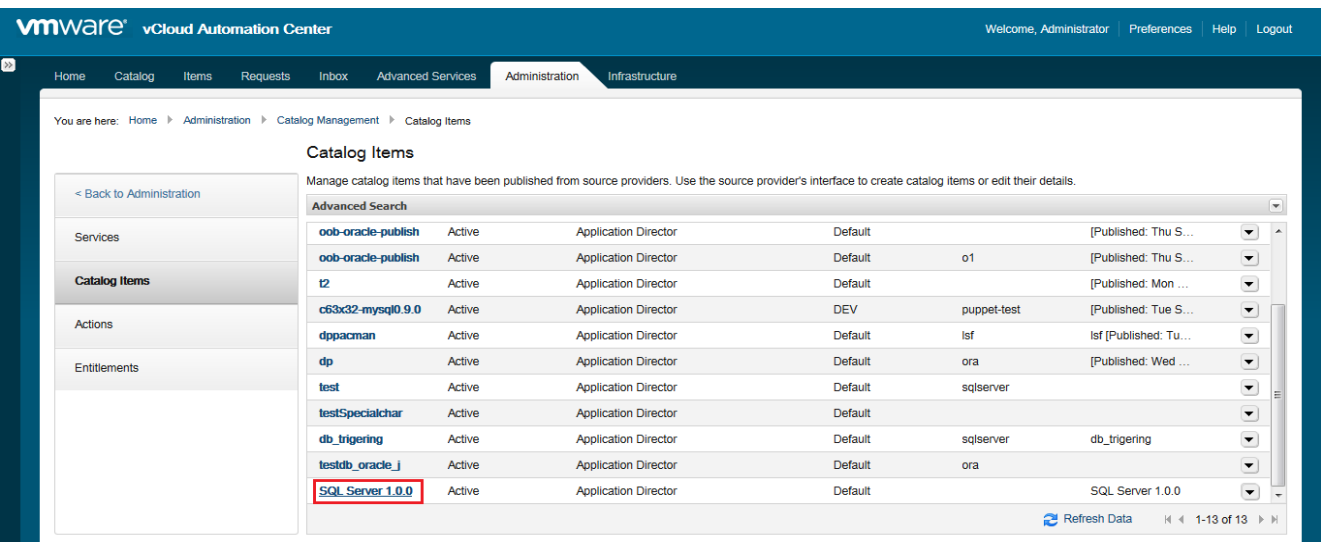 vmware® vCloud Automation Center Welcome, Administrator Preferences Help Logout
Home Catalog Items Requests Inbox Advanced Services Administration Infrastructure
You are here: Home Administration Catalog Management Catalog Items
Catalog Items
Manage catalog items that have been published from source providers. Use the source provider's interface to create catalog items or edit their details.
< Back to Administration
Services
Catalog Items
Actions
Entitlements
Advanced Search
oob-oracle-publish Active Application Director Default [Published: Thu S...
oob-oracle-publish Active Application Director Default o1 [Published: Thu S...
t2 Active Application Director Default [Published: Mon ...
c63x32-mysql0.9.0 Active Application Director DEV puppet-test [Published: Tue S...
dppacman Active Application Director Default lsf lsf [Published: Tu...
dp Active Application Director Default ora [Published: Wed ...
test Active Application Director Default sqlserver
testSpecialchar Active Application Director Default
db_trigering Active Application Director Default sqlserver db_trigering
testdb_oracle_j Active Application Director Default ora
SQL Server 1.0.0 Active Application Director Default SQL Server 1.0.0
Refresh Data 1-13 of 13